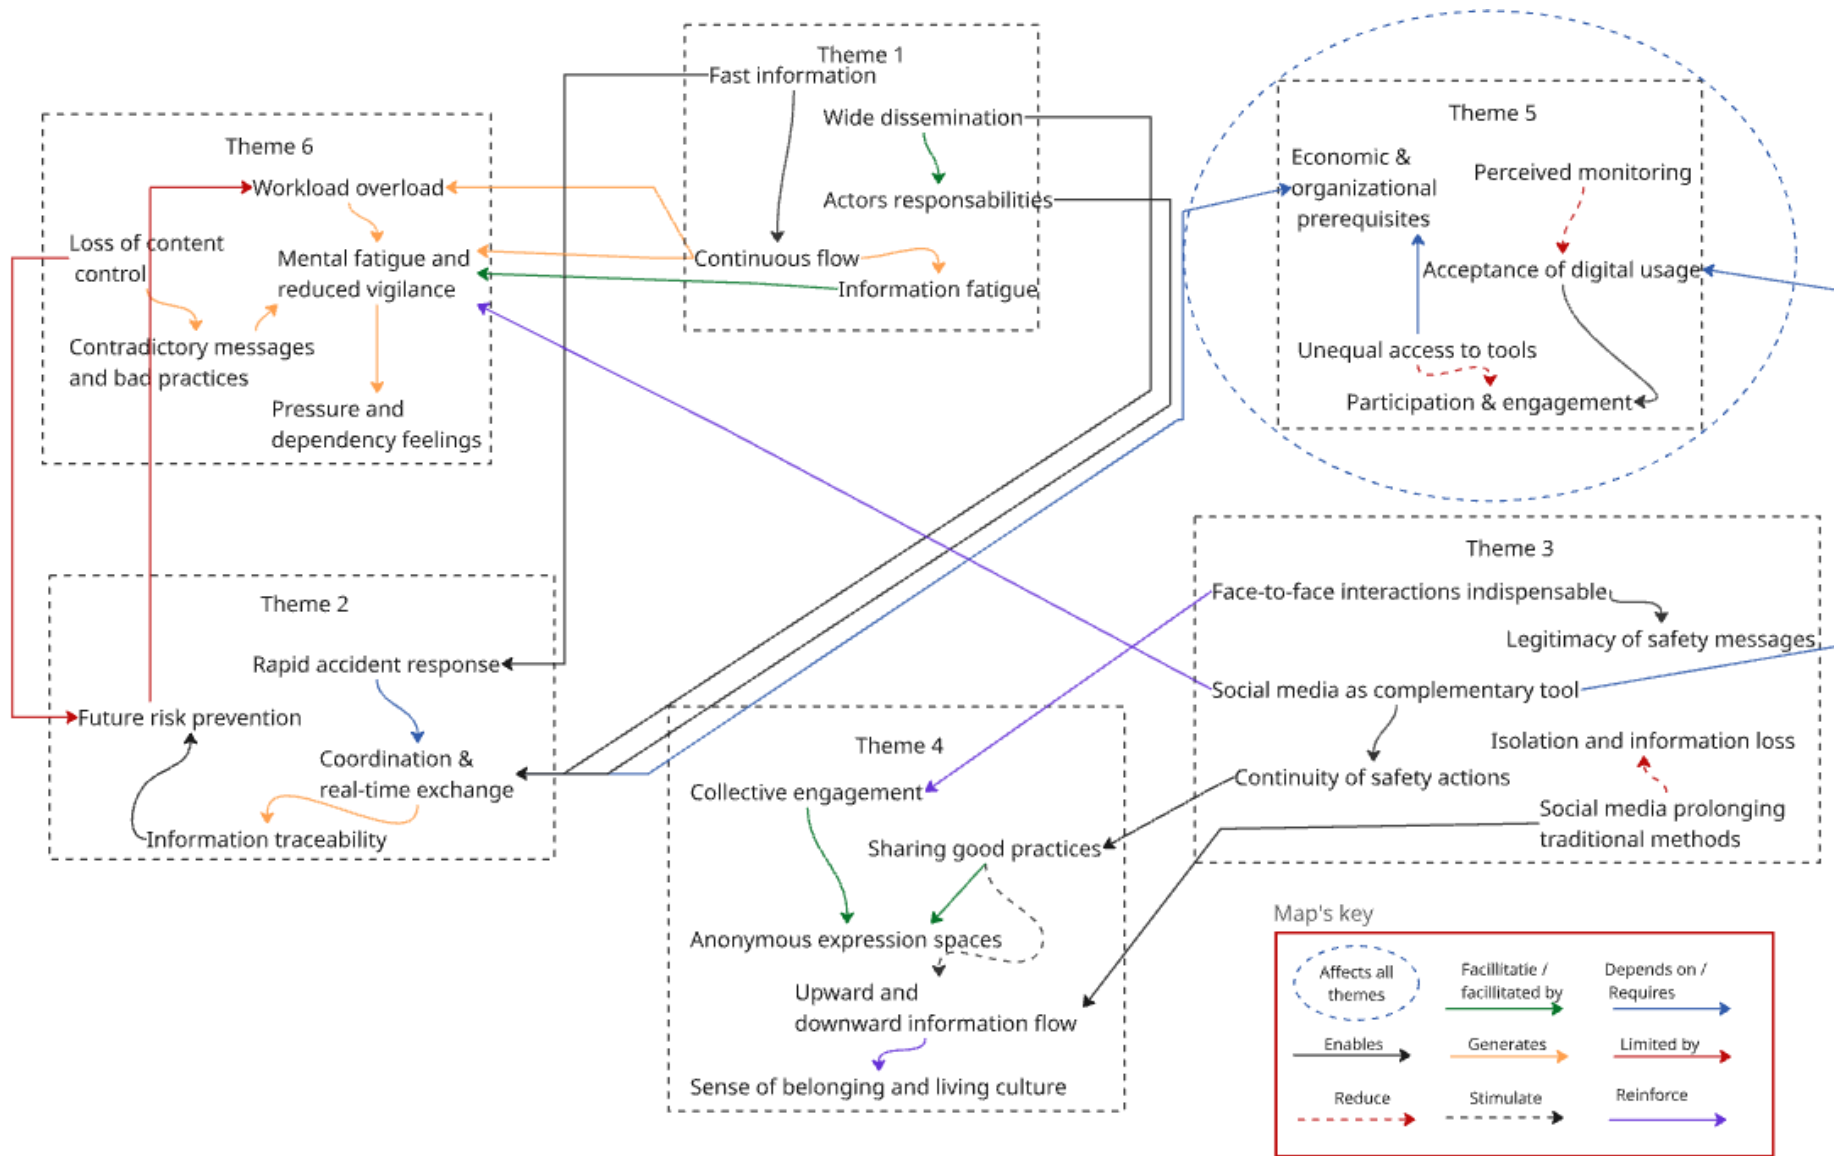 Theme 1
Fast information
Wide dissemination
Actors responsabilities
Continuous flow
Information fatigue
Theme 6
Workload overload
Loss of content
control
Mental fatigue and
reduced vigilance
Contradictory messages
and bad practices
Pressure and
dependency feelings
Theme 5
Economic &
organizational
prerequisites
Perceived monitoring
Acceptance of digital usage
Unequal access to tools
Participation & engagement
Theme 2
Rapid accident response
Future risk prevention
Coordination &
real-time exchange
Information traceability
Theme 3
Face-to-face interactions indispensable
Legitimacy of safety messages
Social media as complementary tool
Isolation and information loss
Continuity of safety actions
Social media prolonging
traditional methods
Theme 4
Collective engagement
Sharing good practices
Anonymous expression spaces
Upward and
downward information flow
Sense of belonging and living culture
Map's key
Affects all
themes
Facillitatie /
facillitated by
Depends on /
Requires
Enables
Generates
Limited by
Reduce
Stimulate
Reinforce